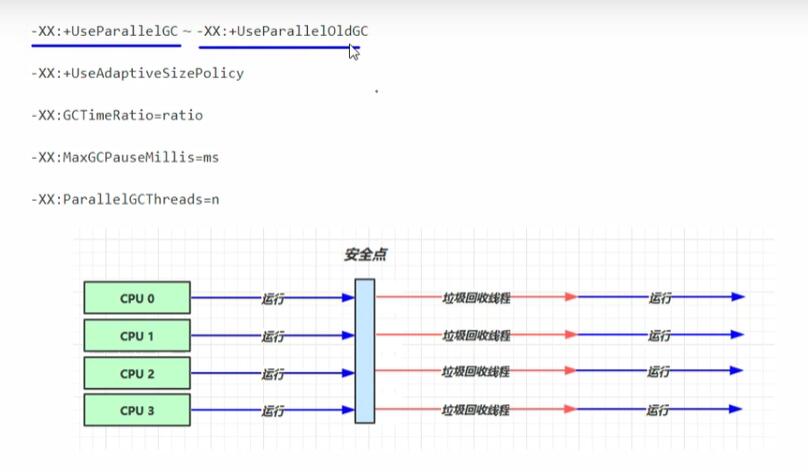 -XX:+UseParallelGC ~ -XX:+UseParallelOldGC
-XX:+UseAdaptiveSizePolicy
-XX:GCTimeRatio=ratio
-XX:MaxGCPauseMillis=ms
-XX:ParallelGCThreads=n
安全点
CPU 0 运行 垃圾回收线程 运行
CPU 1 运行 垃圾回收线程 运行
CPU 2 运行 垃圾回收线程 运行
CPU 3 运行 垃圾回收线程 运行